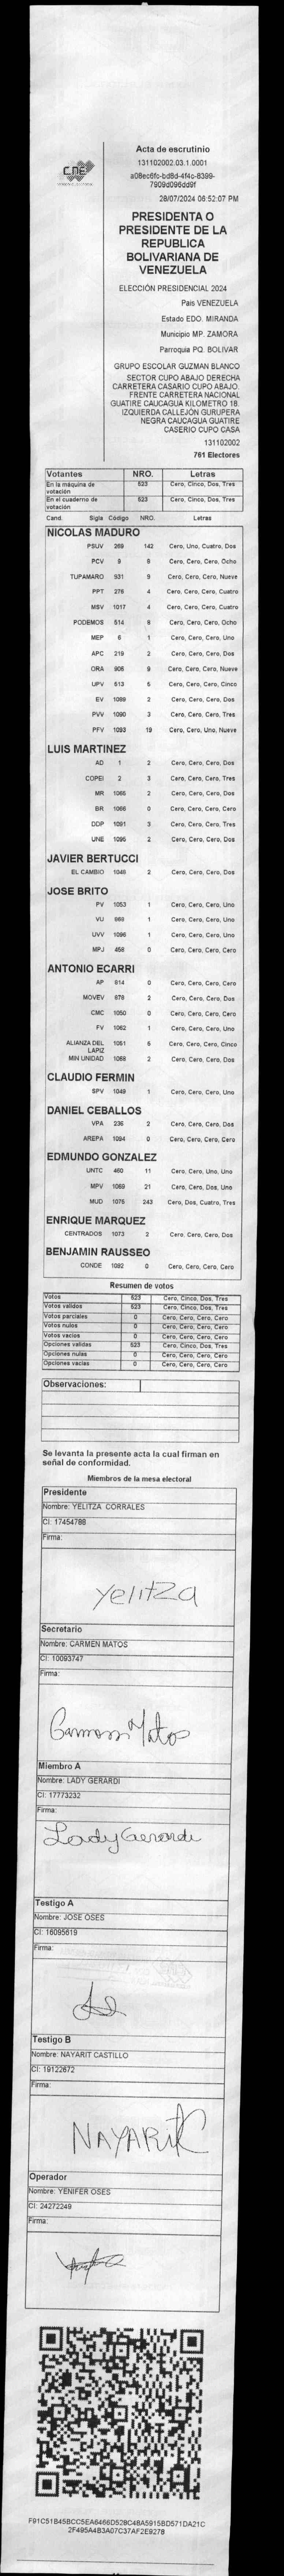 CNE
Acta de escrutinio
131102002.03.1.0001
a08ec6fc-bd8d-4f4c-8399-
7909d096dd9f
28/07/2024 06:52:07 PM
PRESIDENTA O
PRESIDENTE DE LA
REPUBLICA
BOLIVARIANA DE
VENEZUELA
ELECCIÓN PRESIDENCIAL 2024
Pais VENEZUELA
Estado EDO. MIRANDA
Municipio MP. ZAMORA
Parroquia PQ. BOLIVAR
GRUPO ESCOLAR GUZMAN BLANCO
SECTOR CUPO ABAJO DERECHA
CARRETERA CASARIO CUPO ABAJO.
FRENTE CARRETERA NACIONAL
GUATIRE CAUCAGUA KILOMETRO 18.
IZQUIERDA CALLEJÓN GURUPERA
NEGRA CAUCAGUA GUATIRE
CASERIO CUPO CASA
131102002
761 Electores
Votantes NRO. Letras
En la máquina de votación 523 Cero, Cinco, Dos, Tres
En el cuaderno de votación 523 Cero, Cinco, Dos, Tres
Cand. Sigla Código NRO. Letras
NICOLAS MADURO
PSUV 269 142 Cero, Uno, Cuatro, Dos
PCV 9 8 Cero, Cero, Cero, Ocho
TUPAMARO 931 9 Cero, Cero, Cero, Nueve
PPT 276 4 Cero, Cero, Cero, Cuatro
MSV 1017 4 Cero, Cero, Cero, Cuatro
PODEMOS 514 8 Cero, Cero, Cero, Ocho
MEP 6 1 Cero, Cero, Cero, Uno
APC 219 2 Cero, Cero, Cero, Dos
ORA 906 9 Cero, Cero, Cero, Nueve
UPV 513 5 Cero, Cero, Cero, Cinco
EV 1089 2 Cero, Cero, Cero, Dos
PVV 1090 3 Cero, Cero, Cero, Tres
PFV 1093 19 Cero, Cero, Uno, Nueve
LUIS MARTINEZ
AD 1 2 Cero, Cero, Cero, Dos
COPEI 2 3 Cero, Cero, Cero, Tres
MR 1065 2 Cero, Cero, Cero, Dos
BR 1066 0 Cero, Cero, Cero, Cero
DDP 1091 3 Cero, Cero, Cero, Tres
UNE 1095 2 Cero, Cero, Cero, Dos
JAVIER BERTUCCI
EL CAMBIO 1048 2 Cero, Cero, Cero, Dos
JOSE BRITO
PV 1053 1 Cero, Cero, Cero, Uno
VU 869 1 Cero, Cero, Cero, Uno
UVV 1096 1 Cero, Cero, Cero, Uno
MPJ 458 0 Cero, Cero, Cero, Cero
ANTONIO ECARRI
AP 814 0 Cero, Cero, Cero, Cero
MOVEV 878 2 Cero, Cero, Cero, Dos
CMC 1050 0 Cero, Cero, Cero, Cero
FV 1062 1 Cero, Cero, Cero, Uno
ALIANZA DEL LAPIZ 1051 5 Cero, Cero, Cero, Cinco
MIN UNIDAD 1088 2 Cero, Cero, Cero, Dos
CLAUDIO FERMIN
SPV 1049 1 Cero, Cero, Cero, Uno
DANIEL CEBALLOS
VPA 236 2 Cero, Cero, Cero, Dos
AREPA 1094 0 Cero, Cero, Cero, Cero
EDMUNDO GONZALEZ
UNTC 460 11 Cero, Cero, Uno, Uno
MPV 1069 21 Cero, Cero, Dos, Uno
MUD 1075 243 Cero, Dos, Cuatro, Tres
ENRIQUE MARQUEZ
CENTRADOS 1073 2 Cero, Cero, Cero, Dos
BENJAMIN RAUSSEO
CONDE 1092 0 Cero, Cero, Cero, Cero
Resumen de votos
Votos 523 Cero, Cinco, Dos, Tres
Votos validos 523 Cero, Cinco, Dos, Tres
Votos parciales 0 Cero, Cero, Cero, Cero
Votos nulos 0 Cero, Cero, Cero, Cero
Votos vacios 0 Cero, Cero, Cero, Cero
Opciones validas 523 Cero, Cinco, Dos, Tres
Opciones nulas 0 Cero, Cero, Cero, Cero
Opciones vacias 0 Cero, Cero, Cero, Cero
Observaciones:
Se levanta la presente acta la cual firman en
señal de conformidad.
Miembros de la mesa electoral
Presidente
Nombre: YELITZA CORRALES
CI: 17454788
Firma:
Yelitza
Secretario
Nombre: CARMEN MATOS
CI: 10093747
Firma:
Carmen Matos
Miembro A
Nombre: LADY GERARDI
CI: 17773232
Firma:
Lady Gerardi
Testigo A
Nombre: JOSE OSES
CI: 16095619
Firma:
Testigo B
Nombre: NAYARIT CASTILLO
CI: 19122672
Firma:
NAYARIT C
Operador
Nombre: YENIFER OSES
CI: 24272249
Firma:
F91C51B45BCC5EA6466D528C48A5915BD571DA21C
2F495A4B3A07C37AF2E9278